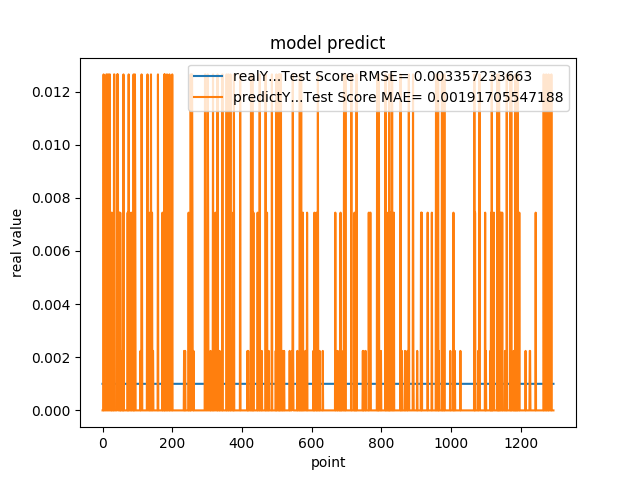 model predict
realY...Test Score RMSE= 0.003357233663
predictY...Test Score MAE= 0.00191705547188
0.012
0.010
0.008
0.006
0.004
0.002
0.000
real value
0 200 400 600 800 1000 1200
point